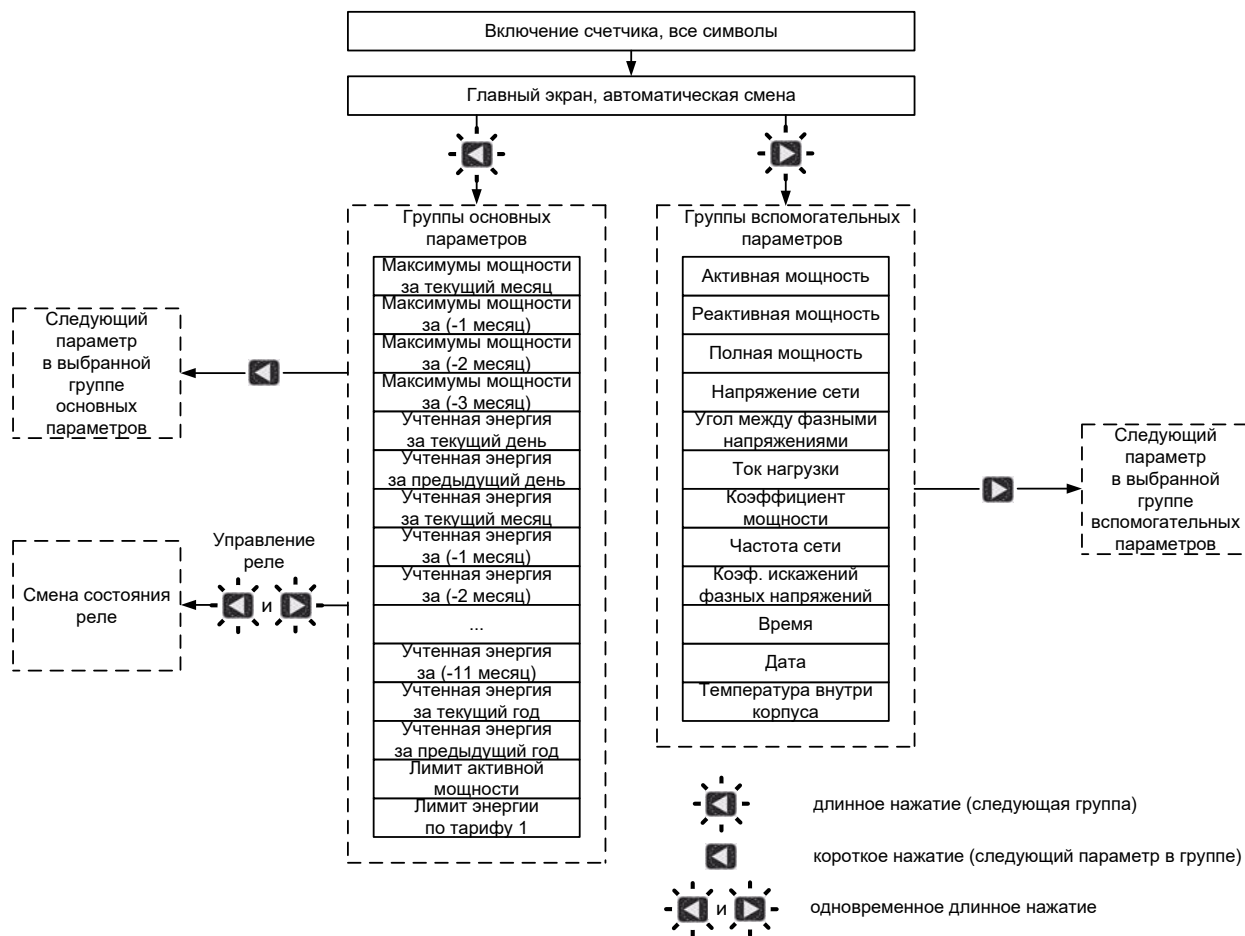 Включение счетчика, все символы
Главный экран, автоматическая смена
Группы основных
параметров
Максимумы мощности
за текущий месяц
Максимумы мощности
за (-1 месяц)
Максимумы мощности
за (-2 месяц)
Максимумы мощности
за (-3 месяц)
Учтенная энергия
за текущий день
Учтенная энергия
за предыдущий день
Учтенная энергия
за текущий месяц
Учтенная энергия
за (-1 месяц)
Учтенная энергия
за (-2 месяц)
...
Учтенная энергия
за (-11 месяц)
Учтенная энергия
за текущий год
Учтенная энергия
за предыдущий год
Лимит активной
мощности
Лимит энергии
по тарифу 1
Следующий
параметр
в выбранной
группе
основных
параметров
Управление
реле
и
Смена состояния
реле
Группы вспомогательных
параметров
Активная мощность
Реактивная мощность
Полная мощность
Напряжение сети
Угол между фазными
напряжениями
Ток нагрузки
Коэффициент
мощности
Частота сети
Коэф. искажений
фазных напряжений
Время
Дата
Температура внутри
корпуса
Следующий
параметр
в выбранной
группе
вспомогательных
параметров
длинное нажатие (следующая группа)
короткое нажатие (следующий параметр в группе)
и
одновременное длинное нажатие